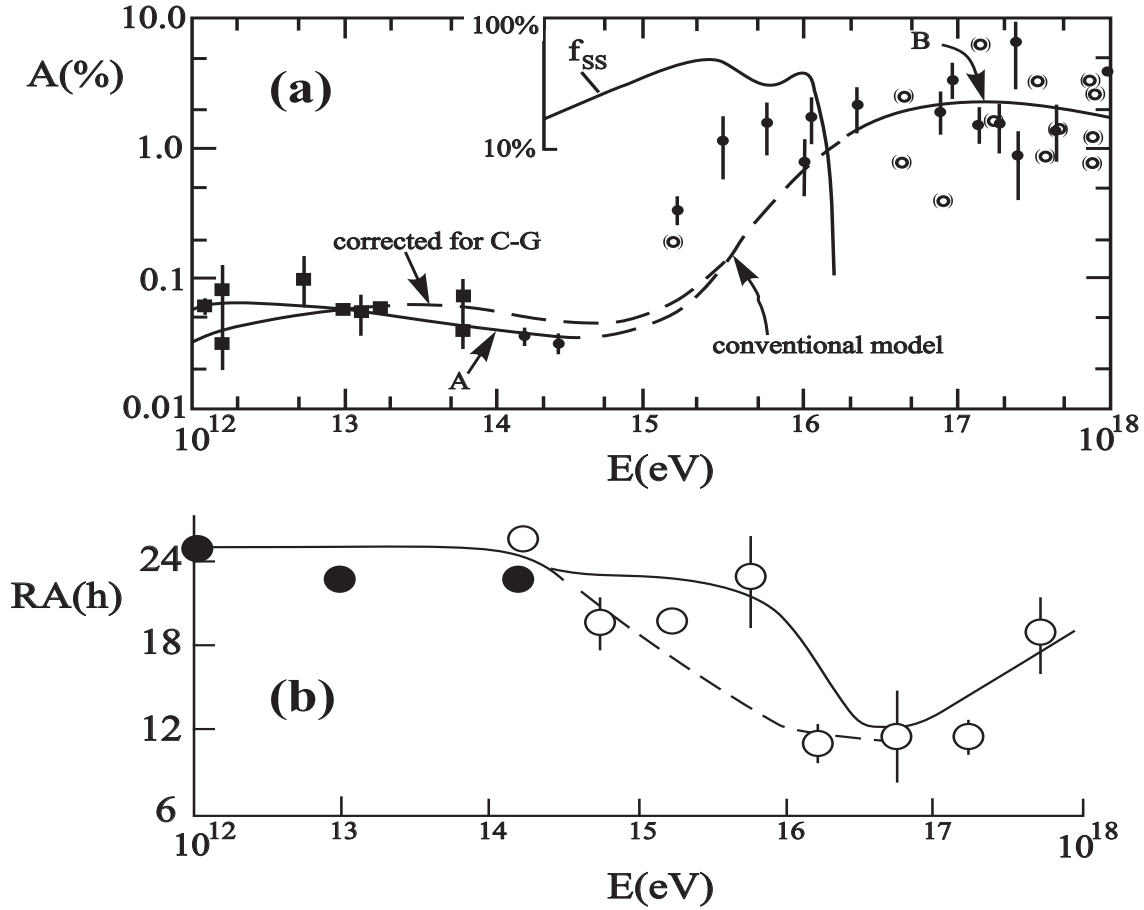 10.0
A(%)
(a)
100%
f_ss
10%
B
1.0
corrected for C-G
0.1
conventional model
A
0.01
10^12 13 14 15 16 17 10^18
E(eV)
24
RA(h)
18
(b)
12
6
10^12 13 14 15 16 17 10^18
E(eV)